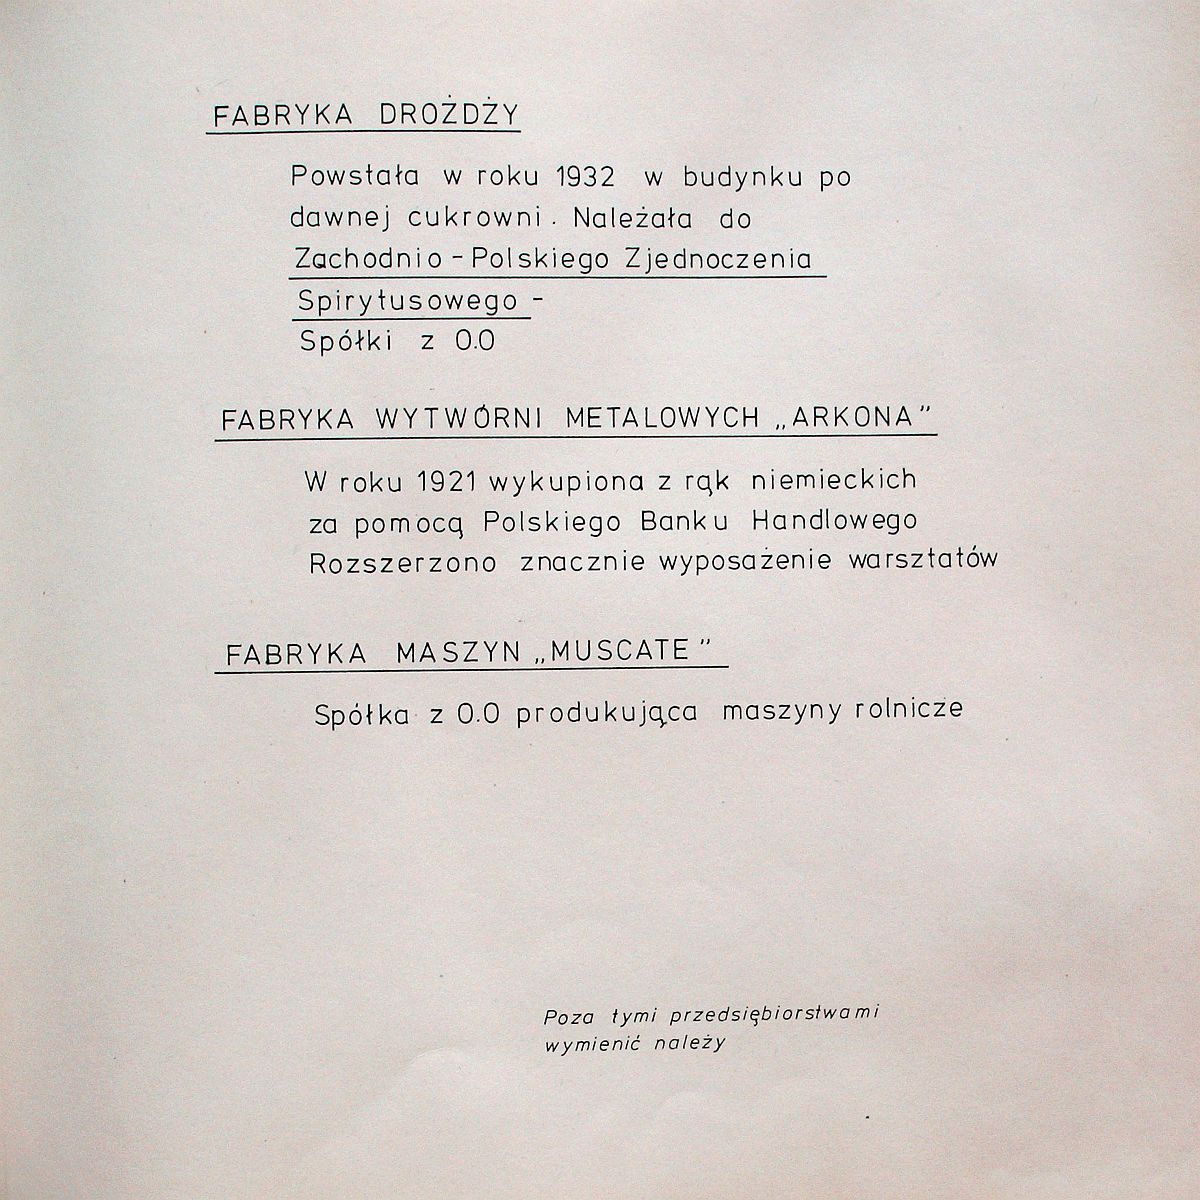 FABRYKA DROŻDŻY
Powstała w roku 1932 w budynku po
dawnej cukrowni. Należała do
Zachodnio-Polskiego Zjednoczenia
Spirytusowego -
Spółki z O.O
FABRYKA WYTWÓRNI METALOWYCH „ARKONA”
W roku 1921 wykupiona z rąk niemieckich
za pomocą Polskiego Banku Handlowego
Rozszerzono znacznie wyposażenie warsztatów
FABRYKA MASZYN „MUSCATE”
Spółka z O.O produkująca maszyny rolnicze
Poza tymi przedsiębiorstwami
wymienić należy